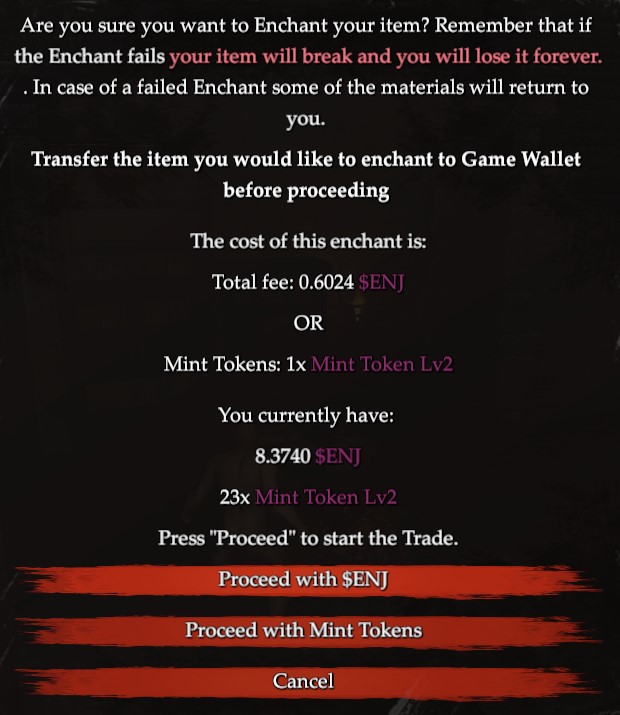 Are you sure you want to Enchant your item? Remember that if
the Enchant fails your item will break and you will lose it forever.
. In case of a failed Enchant some of the materials will return to
you.
Transfer the item you would like to enchant to Game Wallet
before proceeding
The cost of this enchant is:
Total fee: 0.6024 $ENJ
OR
Mint Tokens: 1x Mint Token Lv2
You currently have:
8.3740 $ENJ
23x Mint Token Lv2
Press "Proceed" to start the Trade.
Proceed with $ENJ
Proceed with Mint Tokens
Cancel